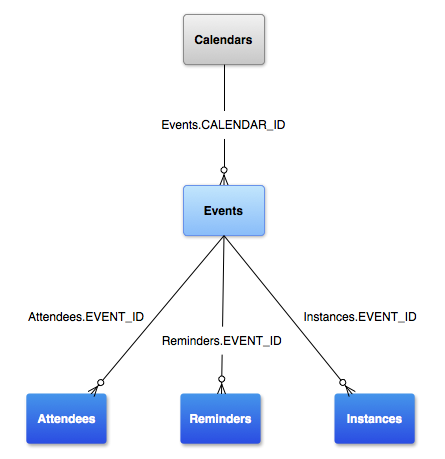 Calendars
Events.CALENDAR_ID
Events
Attendees.EVENT_ID
Instances.EVENT_ID
Reminders.EVENT_ID
Attendees
Reminders
Instances